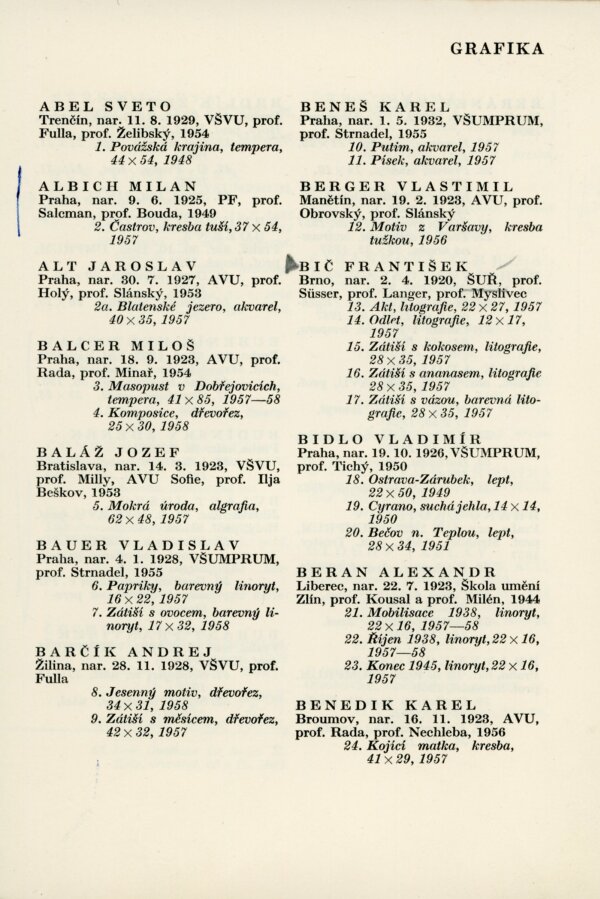 GRAFIKA
ABEL SVETO
Trenčín, nar. 11. 8. 1929, VŠVU, prof.
Fulla, prof. Želibský, 1954
1. Považská krajina, tempera,
44×54, 1948
ALBICH MILAN
Praha, nar. 9. 6. 1925, PF, prof.
Salcman, prof. Bouda, 1949
2. Častrov, kresba tuší, 37×54,
1957
ALT JAROSLAV
Praha, nar. 30. 7. 1927, AVU, prof.
Holý, prof. Slánský, 1953
2a. Blatenské jezero, akvarel,
40×35, 1957
BALCER MILOŠ
Praha, nar. 18. 9. 1923, AVU, prof.
Rada, prof. Minař, 1954
3. Masopust v Dobřejovicích,
tempera, 41×85, 1957—58
4. Komposice, dřevořez,
25×30, 1958
BALÁŽ JOZEF
Bratislava, nar. 14. 3. 1923, VŠVU,
prof. Milly, AVU Sofie, prof. Ilja
Beškov, 1953
5. Mokrá úroda, algrafia,
62×48, 1957
BAUER VLADISLAV
Praha, nar. 4. 1. 1928, VŠUMPRUM,
prof. Strnadel, 1955
6. Papriky, barevný linoryt,
16×22, 1957
7. Zátiší s ovocem, barevný li-
noryt, 17×32, 1958
BARČÍK ANDREJ
Žilina, nar. 28. 11. 1928, VŠVU, prof.
Fulla
8. Jesenný motiv, dřevořez,
34×31, 1958
9. Zátiší s měsícem, dřevořez,
42×32, 1957
BENEŠ KAREL
Praha, nar. 1. 5. 1932, VŠUMPRUM,
prof. Strnadel, 1955
10. Putim, akvarel, 1957
11. Písek, akvarel, 1957
BERGER VLASTIMIL
Manětín, nar. 19. 2. 1923, AVU, prof.
Obrovský, prof. Slánský
12. Motiv z Varšavy, kresba
tužkou, 1956
BIČ FRANTIŠEK
Brno, nar. 2. 4. 1920, ŠUŘ, prof.
Süsser, prof. Langer, prof. Myslivec
13. Akt, litografie, 22×27, 1957
14. Odlet, litografie, 12×17,
1957
15. Zátiší s kokosem, litografie,
28×35, 1957
16. Zátiší s ananasem, litografie
28×35, 1957
17. Zátiší s vázou, barevná lito-
grafie, 28×35, 1957
BIDLO VLADIMÍR
Praha, nar. 19. 10. 1926, VŠUMPRUM,
prof. Tichý, 1950
18. Ostrava-Zárubek, lept,
22×50, 1949
19. Cyrano, suchá jehla, 14×14,
1950
20. Bečov n. Teplou, lept,
28×34, 1951
BERAN ALEXANDR
Liberec, nar. 22. 7. 1923, Škola umění
Zlín, prof. Kousal a prof. Milén, 1944
21. Mobilisace 1938, linoryt,
22×16, 1957—58
22. Říjen 1938, linoryt, 22×16,
1957—58
23. Konec 1945, linoryt, 22×16,
1957
BENEDIK KAREL
Broumov, nar. 16. 11. 1923, AVU,
prof. Rada, prof. Nechleba, 1956
24. Kojící matka, kresba,
41×29, 1957